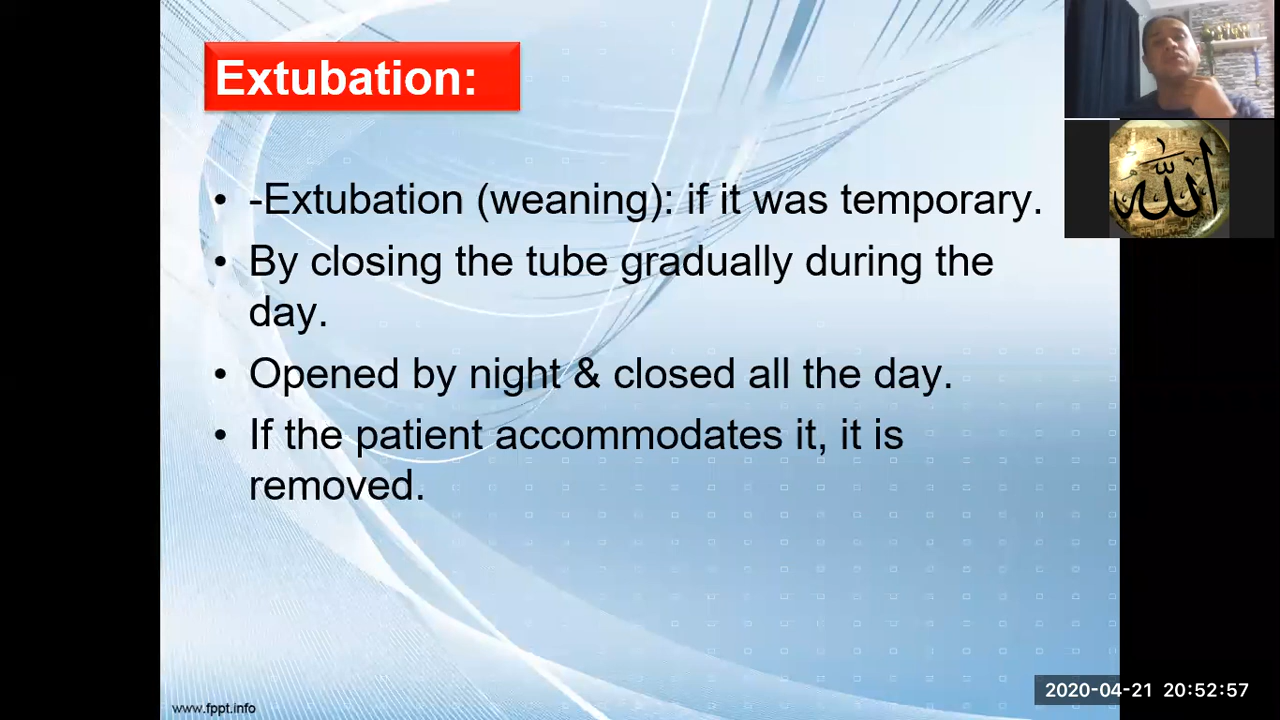 Extubation:
• -Extubation (weaning): if it was temporary.
• By closing the tube gradually during the
day.
• Opened by night & closed all the day.
• If the patient accommodates it, it is
removed.
الله
www.fppt.info
2020-04-21 20:52:57